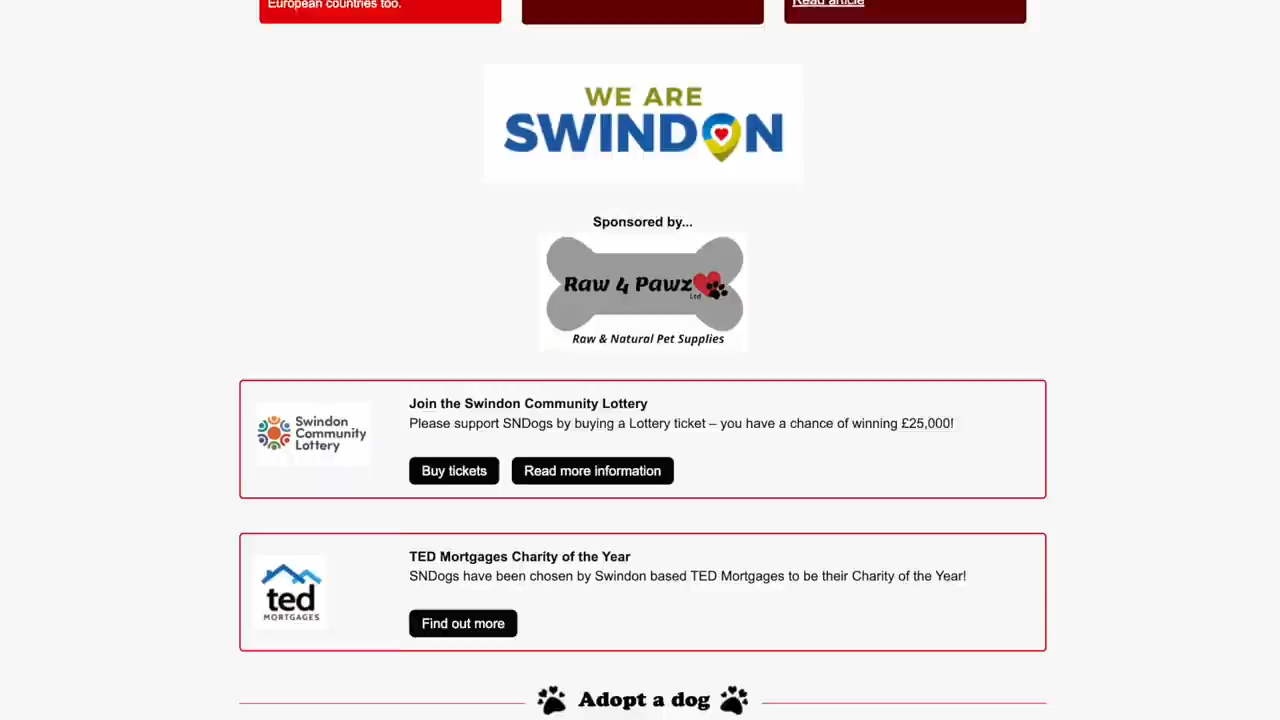 European countries too.
Read article
WE ARE
SWINDON
Sponsored by...
Raw 4 Pawz
Ltd
Raw & Natural Pet Supplies
Swindon
Community
Lottery
Join the Swindon Community Lottery
Please support SNDogs by buying a Lottery ticket – you have a chance of winning £25,000!
Buy tickets
Read more information
ted
MORTGAGES
TED Mortgages Charity of the Year
SNDogs have been chosen by Swindon based TED Mortgages to be their Charity of the Year!
Find out more
Adopt a dog